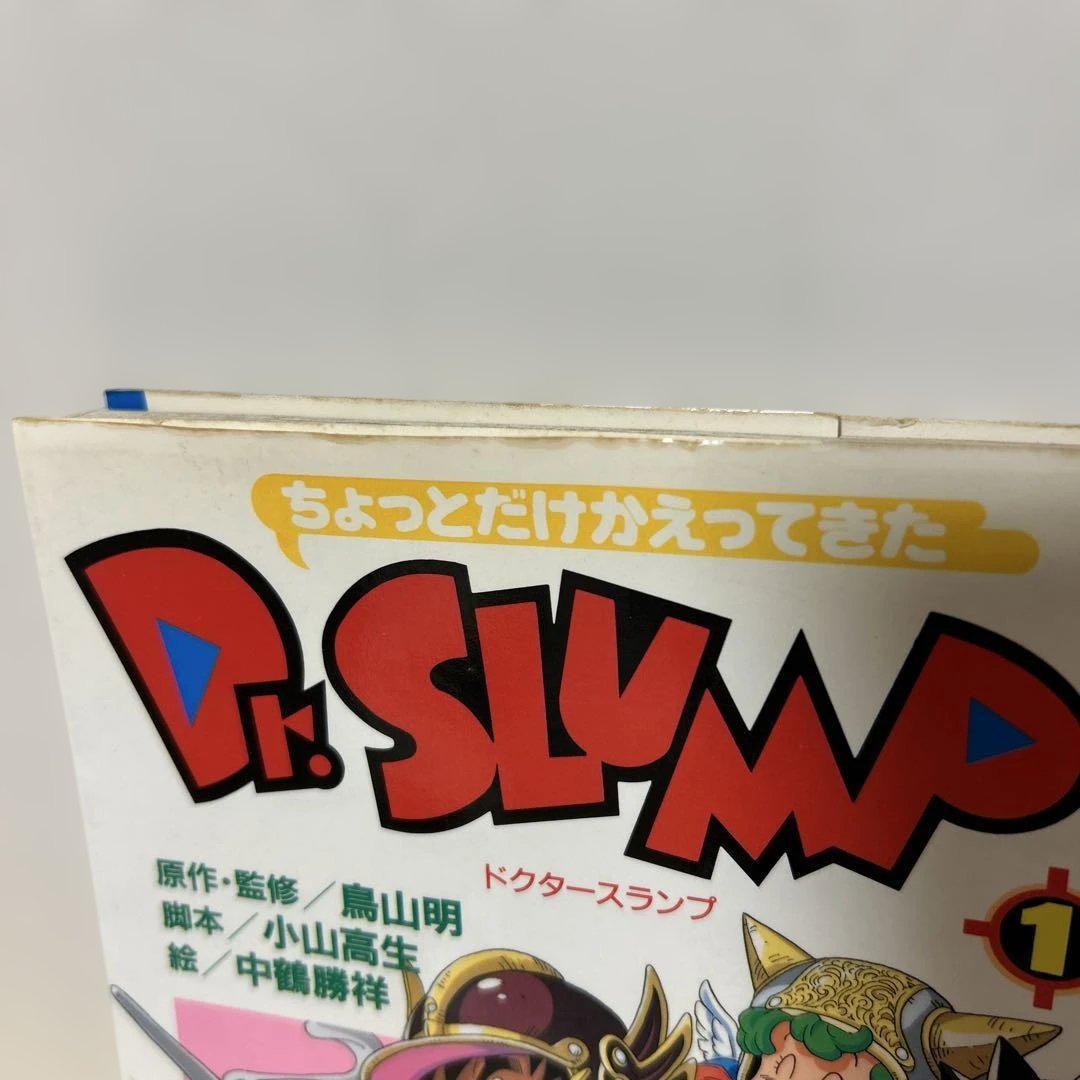 ちょっとだけかえってきた
Dr.SLUMP
ドクタースランプ
1
原作・監修／鳥山明
脚本／小山高生
絵／中鶴勝祥